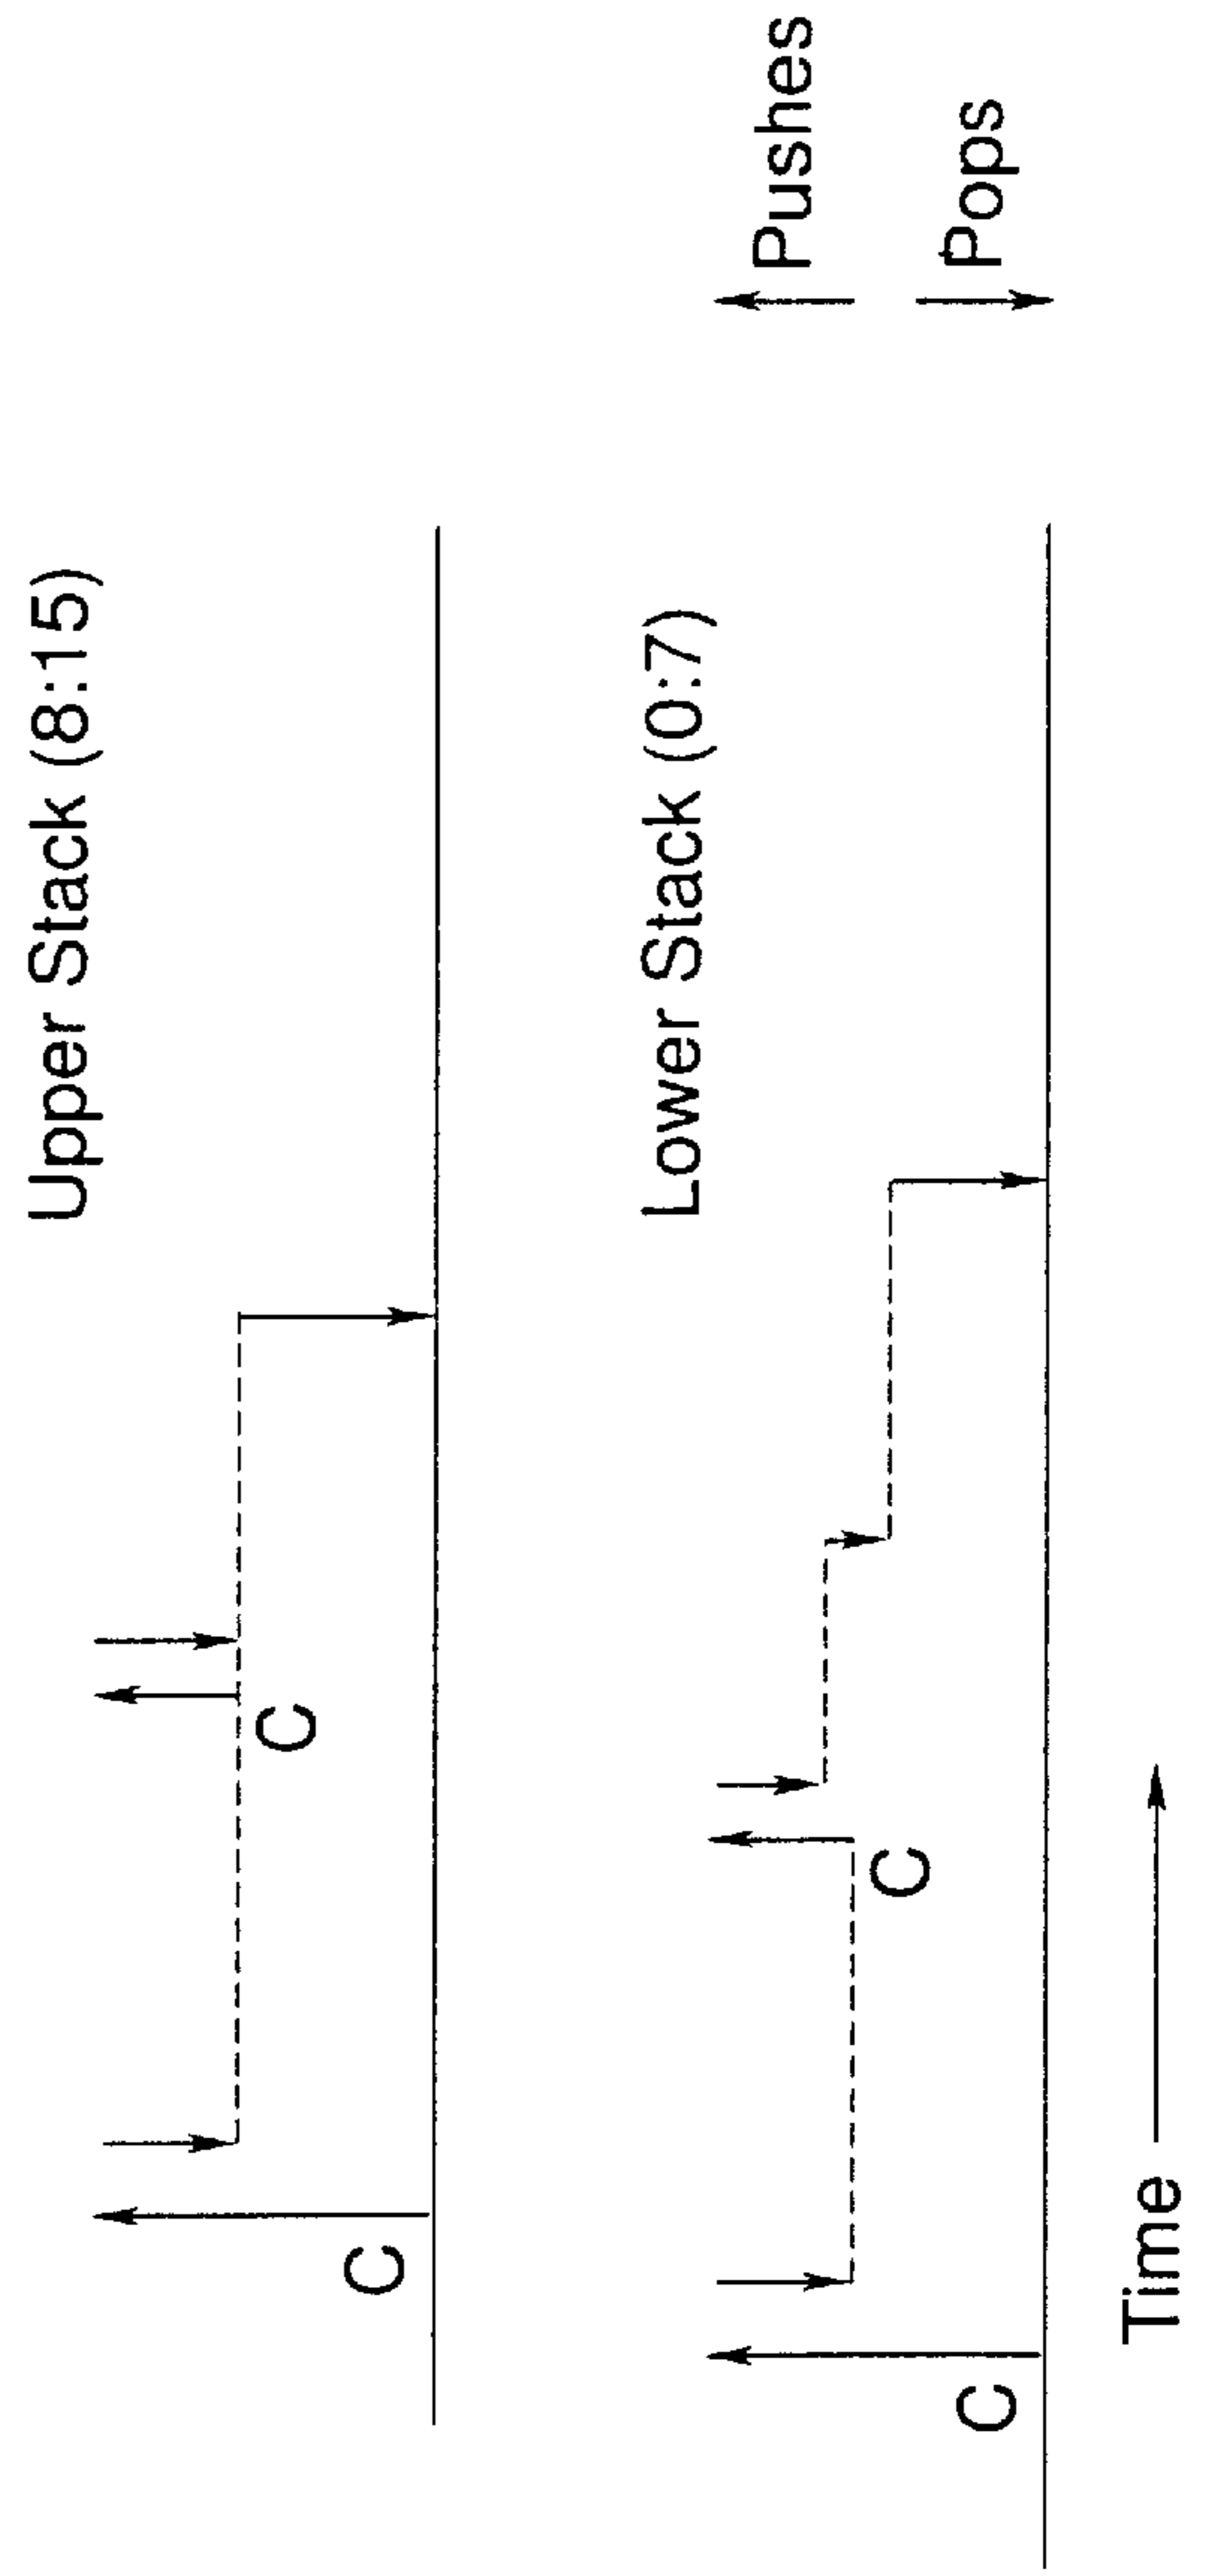 Upper Stack (8:15)
C
C
Lower Stack (0:7)
C
C
Pushes
Pops
Time